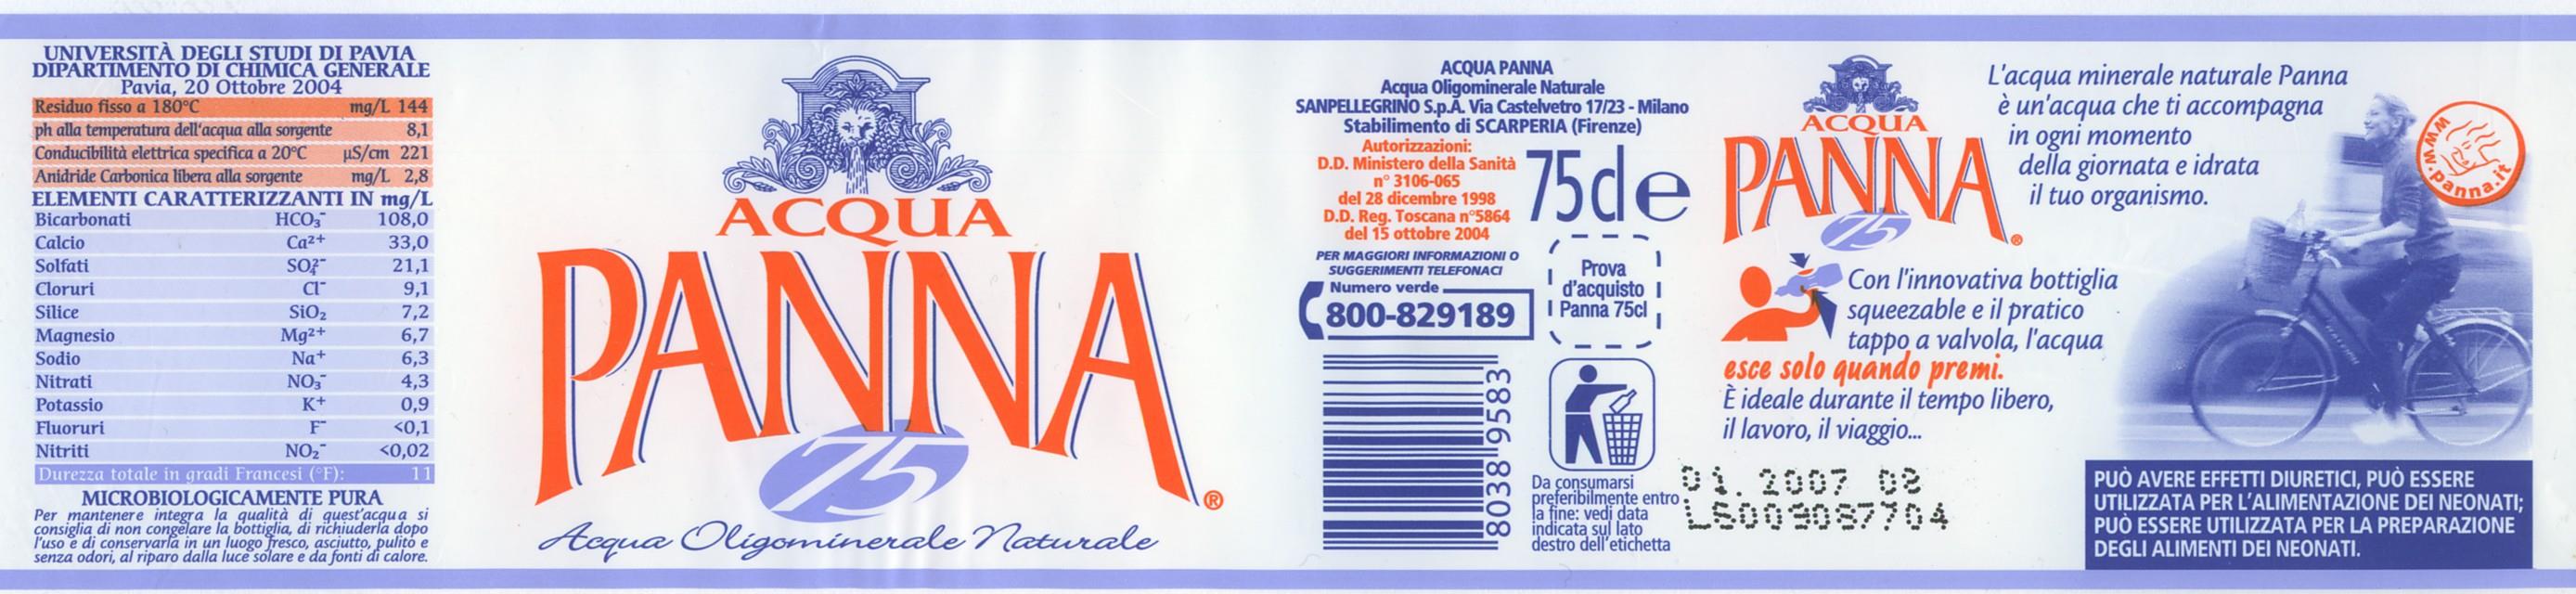 UNIVERSITÀ DEGLI STUDI DI PAVIA
DIPARTIMENTO DI CHIMICA GENERALE
Pavia, 20 Ottobre 2004
Residuo fisso a 180°C mg/L 144
ph alla temperatura dell'acqua alla sorgente 8,1
Conducibilità elettrica specifica a 20°C µS/cm 221
Anidride Carbonica libera alla sorgente mg/L 2,8
ELEMENTI CARATTERIZZANTI IN mg/L
Bicarbonati HCO₃⁻ 108,0
Calcio Ca²⁺ 33,0
Solfati SO₄²⁻ 21,1
Cloruri Cl⁻ 9,1
Silice SiO₂ 7,2
Magnesio Mg²⁺ 6,7
Sodio Na⁺ 6,3
Nitrati NO₃⁻ 4,3
Potassio K⁺ 0,9
Fluoruri F⁻ <0,1
Nitriti NO₂⁻ <0,02
Durezza totale in gradi Francesi (°F): 11
MICROBIOLOGICAMENTE PURA
Per mantenere integra la qualità di quest'acqua si
consiglia di non congelare la bottiglia, di richiuderla dopo
l'uso e di conservarla in un luogo fresco, asciutto, pulito e
senza odori, al riparo dalla luce solare e da fonti di calore.
ACQUA
PANNA
®
75
Acqua Oligominerale Naturale
ACQUA PANNA
Acqua Oligominerale Naturale
SANPELLEGRINO S.p.A. Via Castelvetro 17/23 - Milano
Stabilimento di SCARPERIA (Firenze)
Autorizzazioni:
D.D. Ministero della Sanità
n° 3106-065
del 28 dicembre 1998
D.D. Reg. Toscana n°5864
del 15 ottobre 2004
75cl e
PER MAGGIORI INFORMAZIONI O
SUGGERIMENTI TELEFONACI
Numero verde
800-829189
Prova
d'acquisto
Panna 75cl
8038 9583
Da consumarsi
preferibilmente entro
la fine: vedi data
indicata sul lato
destro dell'etichetta
ACQUA
PANNA
®
75
L'acqua minerale naturale Panna
è un'acqua che ti accompagna
in ogni momento
della giornata e idrata
il tuo organismo.
www.panna.it
Con l'innovativa bottiglia
squeezable e il pratico
tappo a valvola, l'acqua
esce solo quando premi.
È ideale durante il tempo libero,
il lavoro, il viaggio...
01. 2007 02
LS009087704
PUÒ AVERE EFFETTI DIURETICI, PUÒ ESSERE
UTILIZZATA PER L'ALIMENTAZIONE DEI NEONATI;
PUÒ ESSERE UTILIZZATA PER LA PREPARAZIONE
DEGLI ALIMENTI DEI NEONATI.